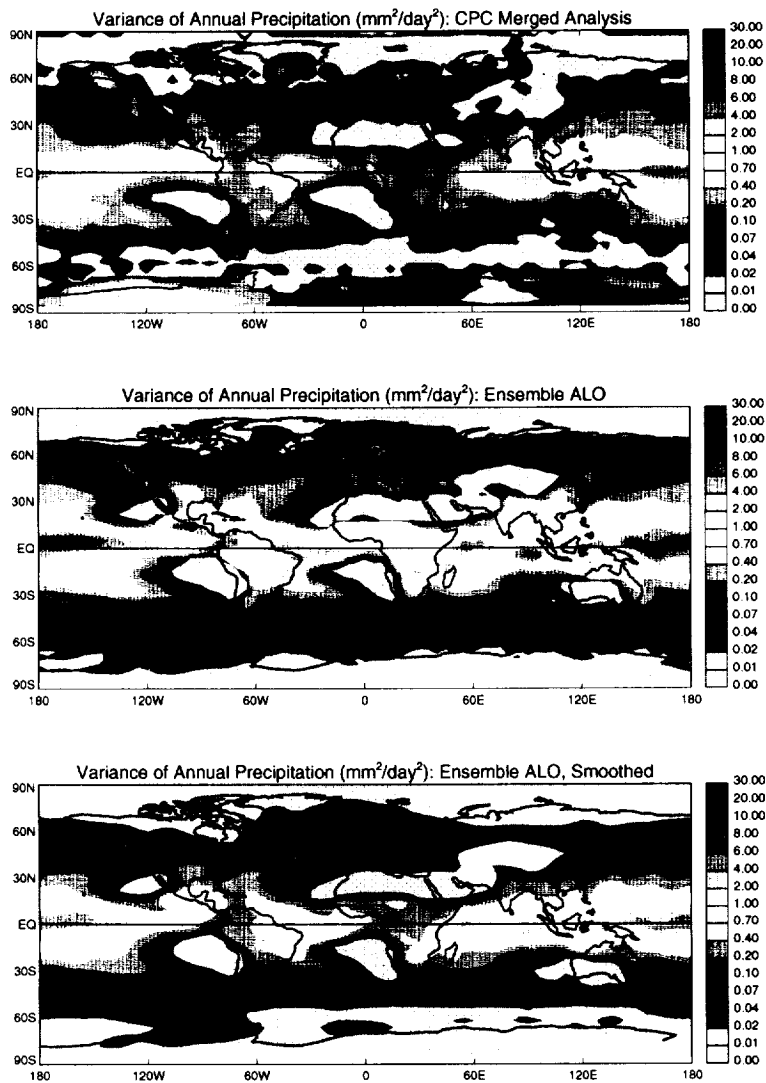 Variance of Annual Precipitation (mm²/day²): CPC Merged Analysis
90N
60N
30N
EQ
30S
60S
90S
180 120W 60W 0 60E 120E 180
30.00
20.00
10.00
8.00
6.00
4.00
2.00
1.00
0.70
0.40
0.20
0.10
0.07
0.04
0.02
0.01
0.00
Variance of Annual Precipitation (mm²/day²): Ensemble ALO
90N
60N
30N
EQ
30S
60S
90S
180 120W 60W 0 60E 120E 180
30.00
20.00
10.00
8.00
6.00
4.00
2.00
1.00
0.70
0.40
0.20
0.10
0.07
0.04
0.02
0.01
0.00
Variance of Annual Precipitation (mm²/day²): Ensemble ALO, Smoothed
90N
60N
30N
EQ
30S
60S
90S
180 120W 60W 0 60E 120E 180
30.00
20.00
10.00
8.00
6.00
4.00
2.00
1.00
0.70
0.40
0.20
0.10
0.07
0.04
0.02
0.01
0.00